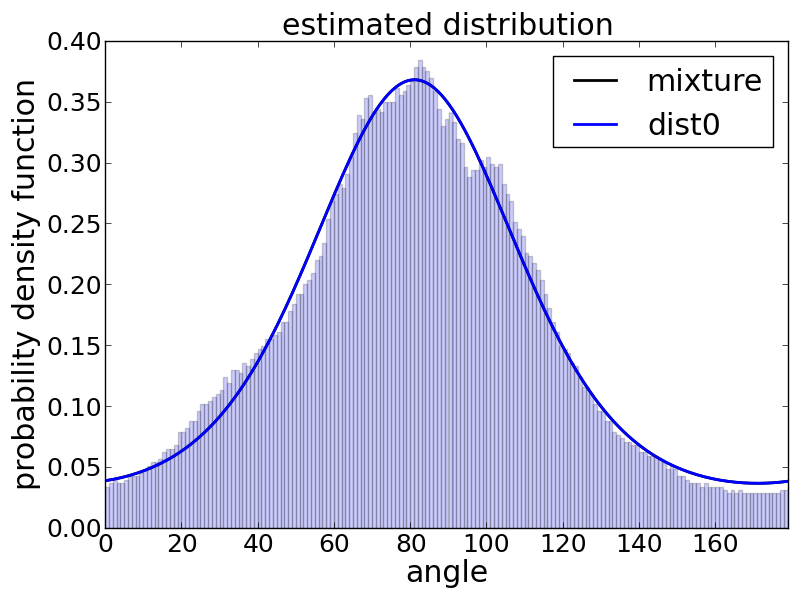 estimated distribution
probability density function
0.40
0.35
0.30
0.25
0.20
0.15
0.10
0.05
0.00
mixture
dist0
0 20 40 60 80 100 120 140 160
angle